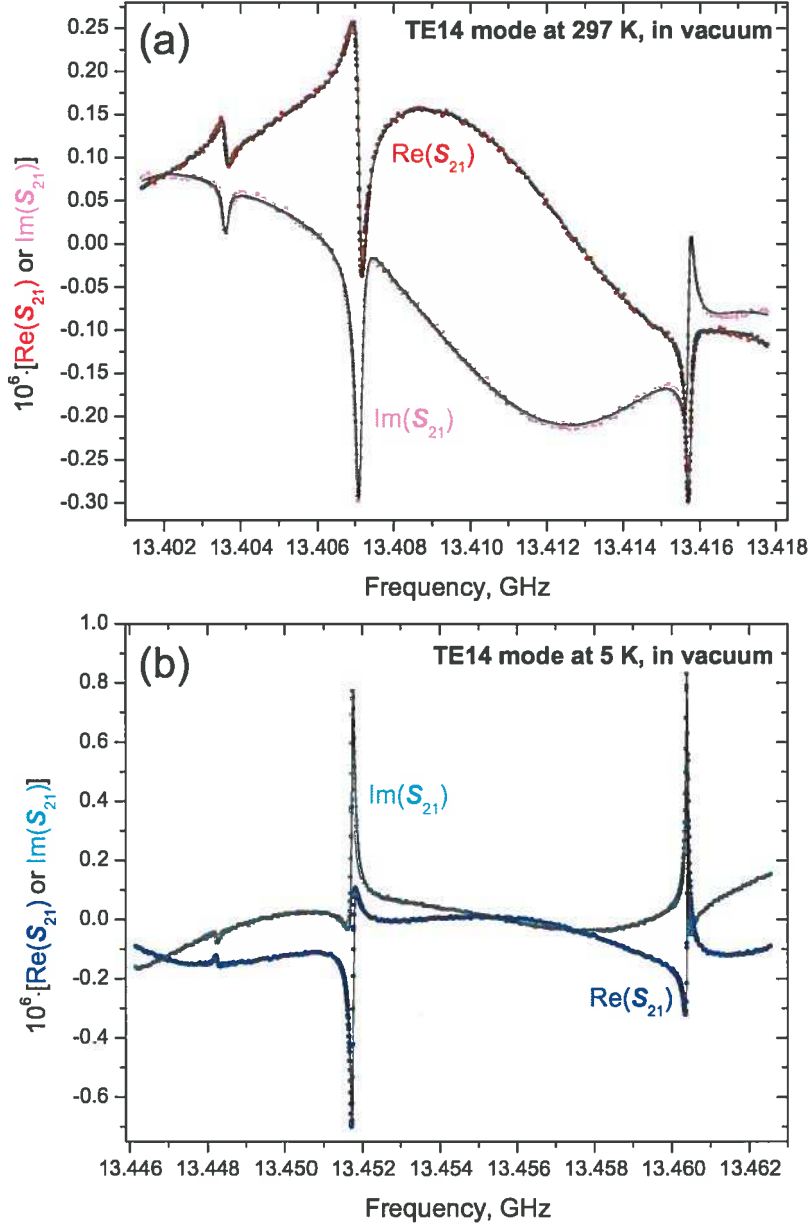 (a)
TE14 mode at 297 K, in vacuum
0.25
0.20
0.15
0.10
0.05
0.00
-0.05
-0.10
-0.15
-0.20
-0.25
-0.30
10⁶·[Re(S₂₁) or Im(S₂₁)]
Re(S₂₁)
Im(S₂₁)
13.402 13.404 13.406 13.408 13.410 13.412 13.414 13.416 13.418
Frequency, GHz
(b)
TE14 mode at 5 K, in vacuum
1.0
0.8
0.6
0.4
0.2
0.0
-0.2
-0.4
-0.6
10⁶·[Re(S₂₁) or Im(S₂₁)]
Im(S₂₁)
Re(S₂₁)
13.446 13.448 13.450 13.452 13.454 13.456 13.458 13.460 13.462
Frequency, GHz